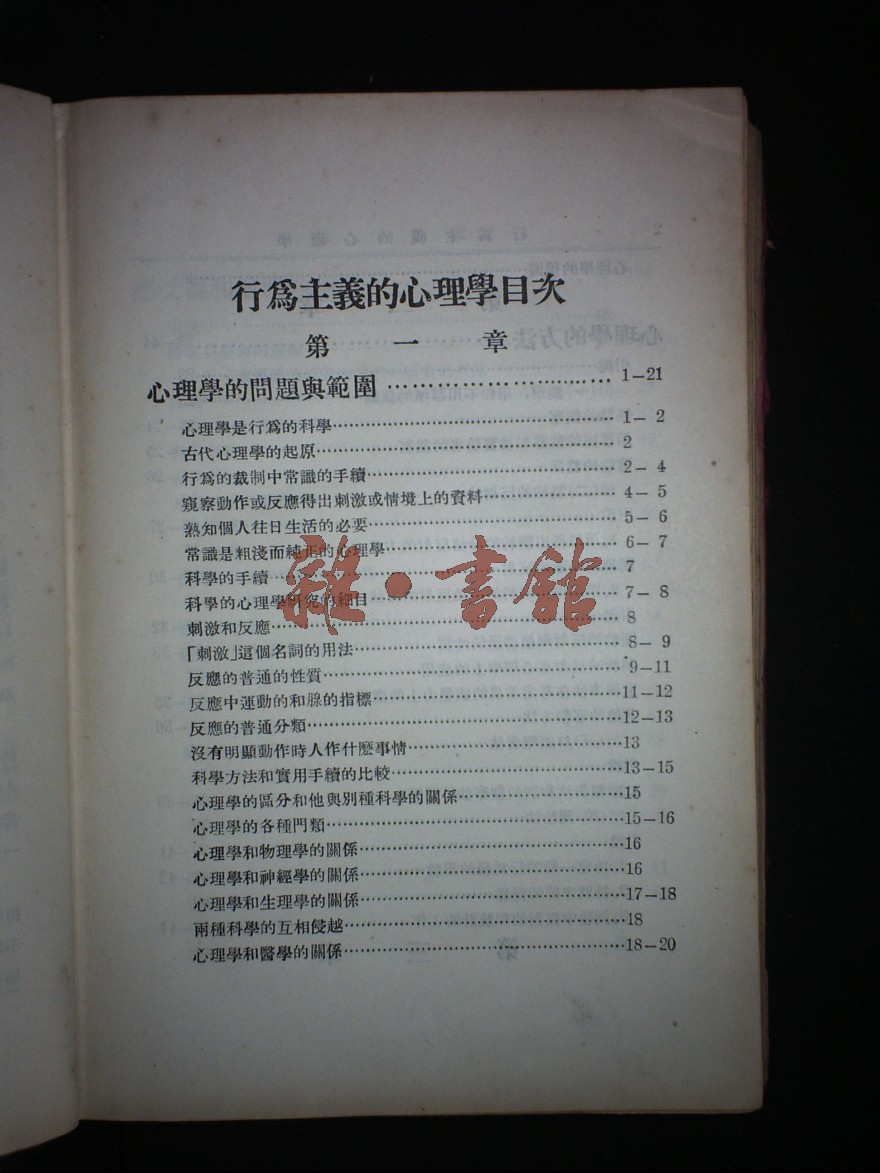 行爲主義的心理學目次
第一章
心理學的問題與範圍……………………………1—21
心理學是行爲的科學……………………………1— 2
古代心理學的起原……………………………2
行爲的裁制中常識的手續……………………………2—4
窺察動作或反應得出刺激或情境上的資料……………………4—5
熟知個人往日生活的必要……………………………5—6
常識是粗淺而純正的心理學……………………………6—7
科學的手續……………………………7
科學的心理學研究的細目……………………………7—8
刺激和反應……………………………8
「刺激」這個名詞的用法……………………………8—9
反應的普通的性質……………………………9—11
反應中運動的和腺的指標……………………………11—12
反應的普通分類……………………………12—13
沒有明顯動作時人作什麼事情……………………………13
科學方法和實用手續的比較……………………………13—15
心理學的區分和他與別種科學的關係……………………15
心理學的各種門類……………………………15—16
心理學和物理學的關係……………………………16
心理學和神經學的關係……………………………16
心理學和生理學的關係……………………………17—18
兩種科學的互相侵越……………………………18
心理學和醫學的關係……………………………18—20
雜·書館